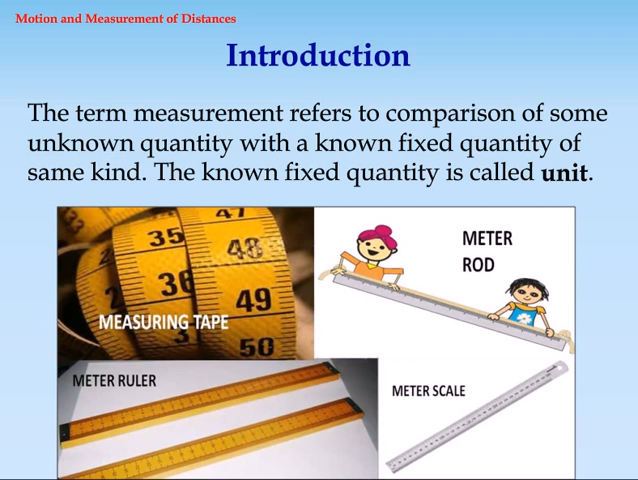 Motion and Measurement of Distances
Introduction
The term measurement refers to comparison of some
unknown quantity with a known fixed quantity of
same kind. The known fixed quantity is called unit.
47
35
48
36
49
50
MEASURING TAPE
METER
ROD
METER RULER
METER SCALE